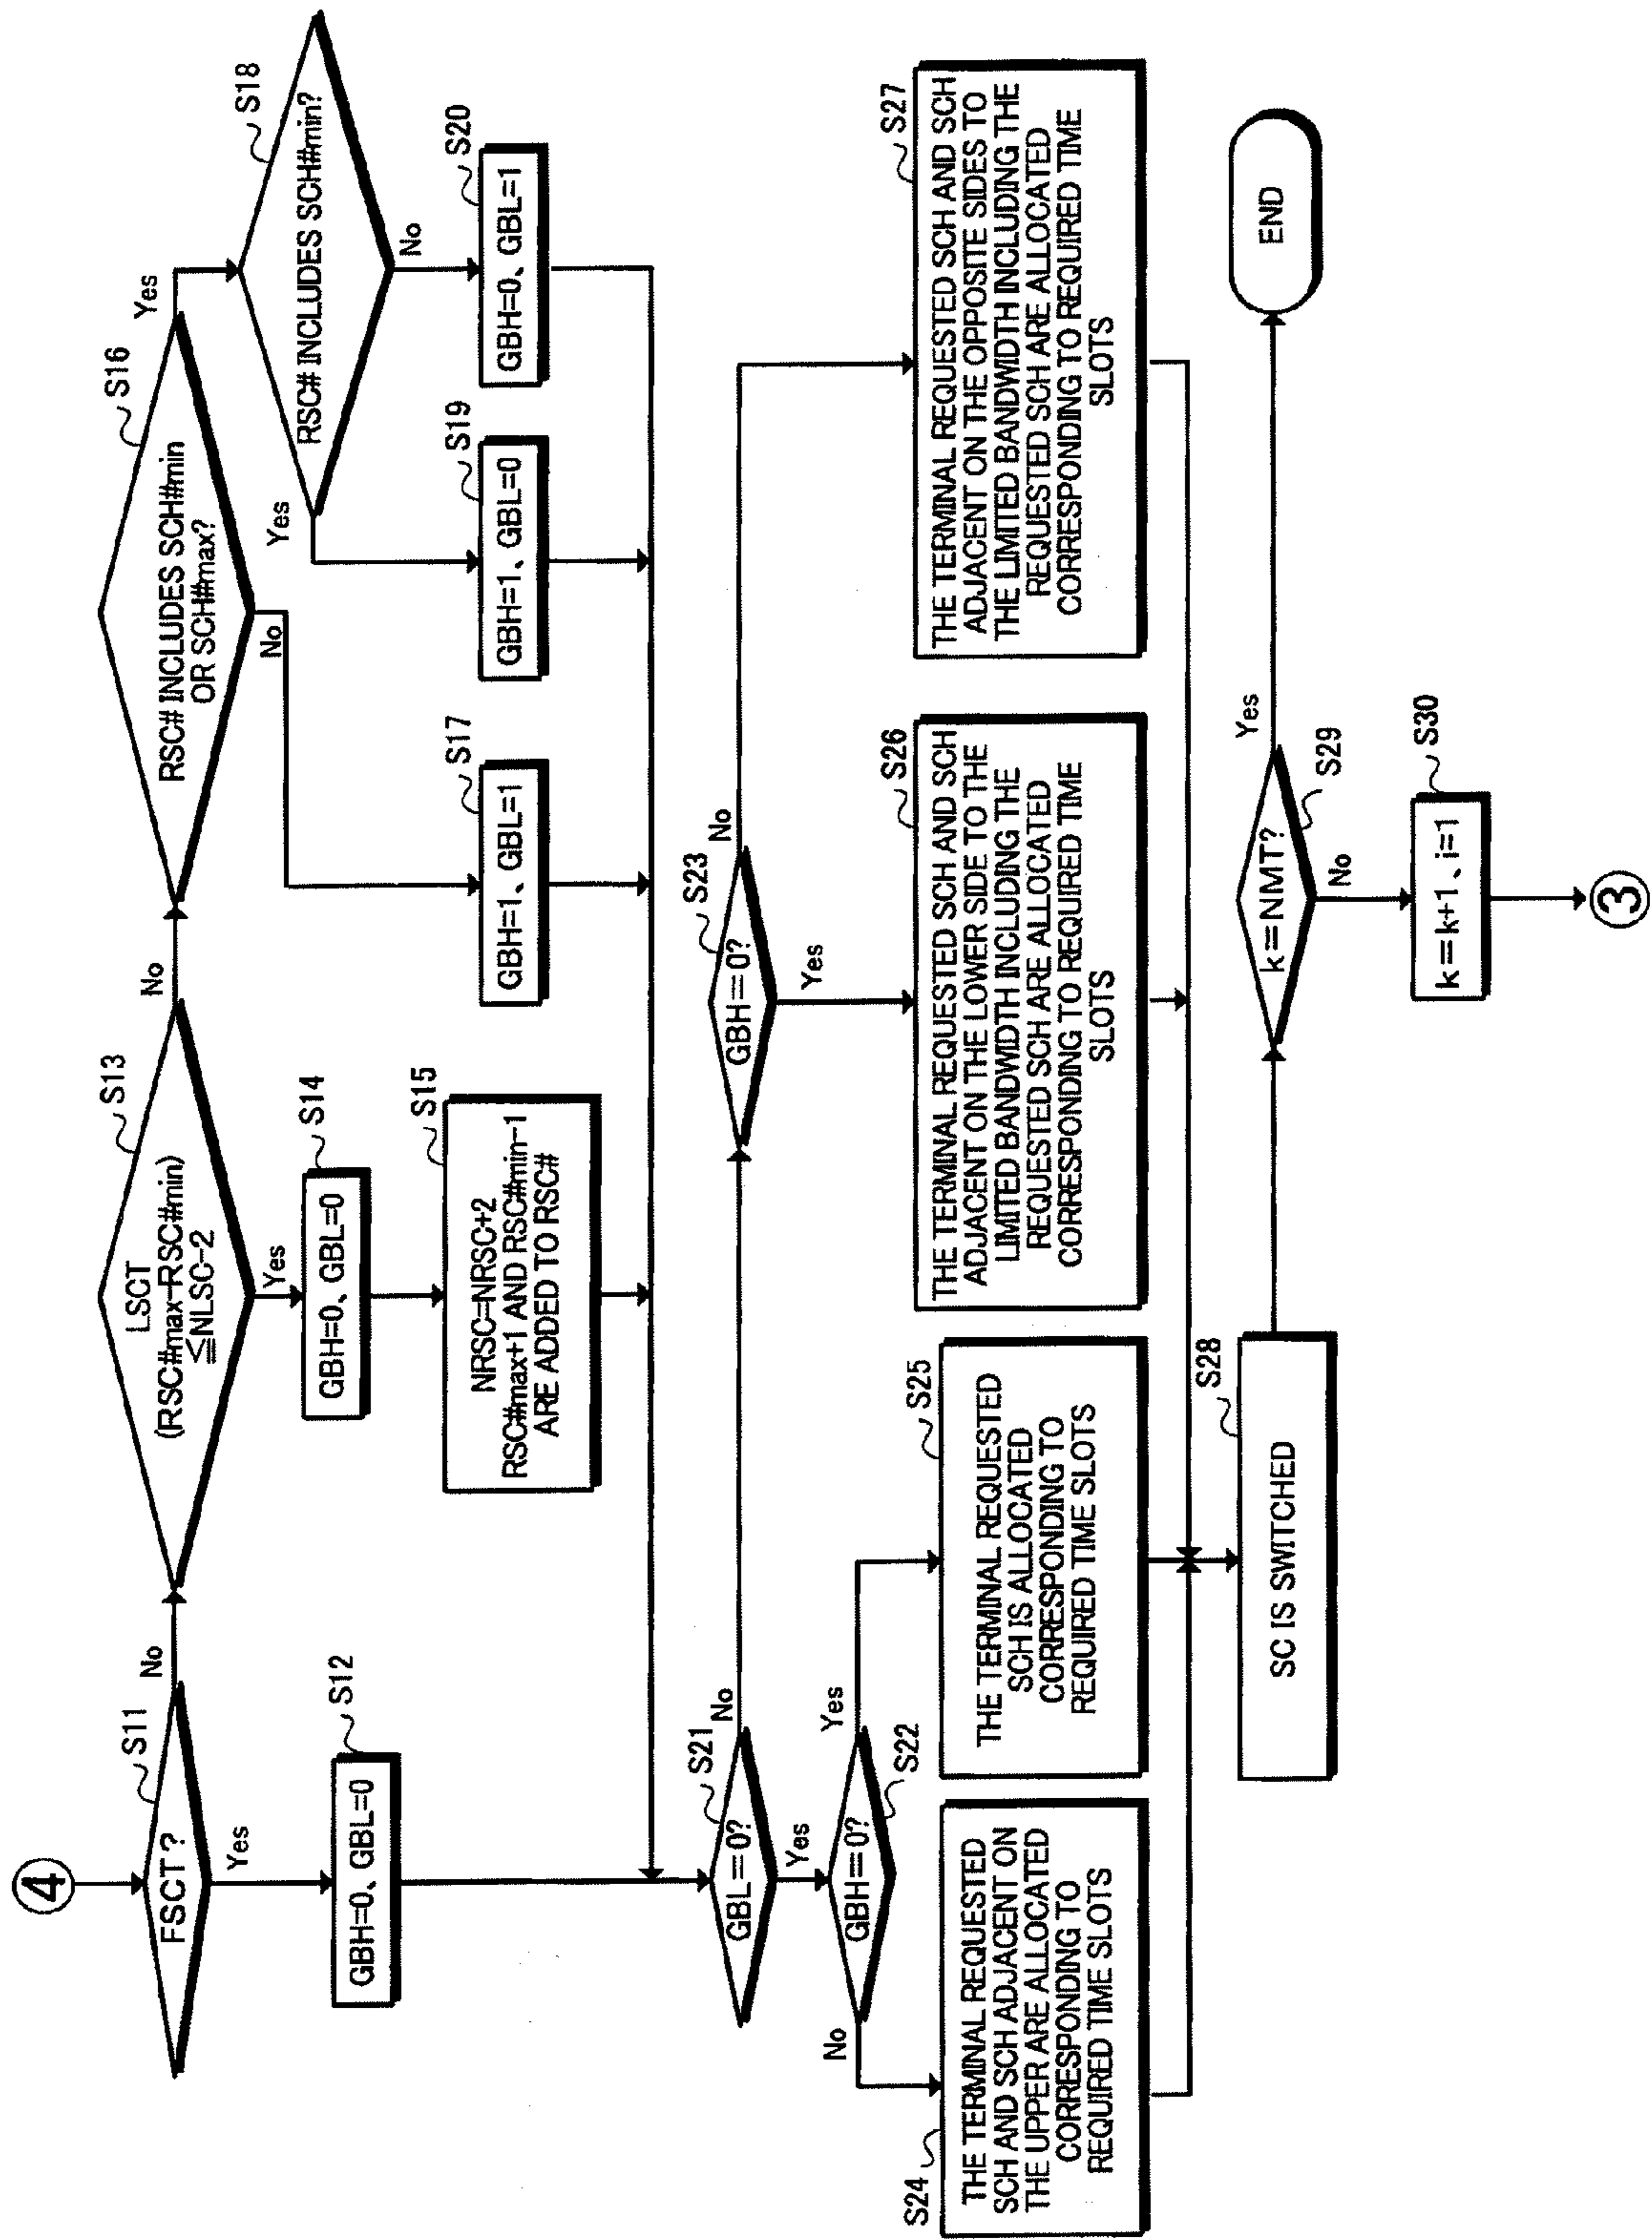 4
S11
FSCT?
Yes
No
S12
GBH=0、GBL=0
S13
LSCT
(RSC#max-RSC#min)
≦NLSC-2
Yes
No
S14
GBH=0、GBL=0
S15
NRSC=NRSC+2
RSC#max+1 AND RSC#min-1
ARE ADDED TO RSC#
S16
RSC# INCLUDES SCH#min
OR SCH#max?
No
Yes
S17
GBH=1、GBL=1
S18
RSC# INCLUDES SCH#min?
Yes
No
S19
GBH=1、GBL=0
S20
GBH=0、GBL=1
S21
GBL=0?
Yes
No
S22
GBH=0?
No
Yes
S23
GBH=0?
Yes
No
S24
THE TERMINAL REQUESTED
SCH AND SCH ADJACENT ON
THE UPPER ARE ALLOCATED
CORRESPONDING TO
REQUIRED TIME SLOTS
S25
THE TERMINAL REQUESTED
SCH IS ALLOCATED
CORRESPONDING TO
REQUIRED TIME SLOTS
S26
THE TERMINAL REQUESTED SCH AND SCH
ADJACENT ON THE LOWER SIDE TO THE
LIMITED BANDWIDTH INCLUDING THE
REQUESTED SCH ARE ALLOCATED
CORRESPONDING TO REQUIRED TIME
SLOTS
S27
THE TERMINAL REQUESTED SCH AND SCH
ADJACENT ON THE OPPOSITE SIDES TO
THE LIMITED BANDWIDTH INCLUDING THE
REQUESTED SCH ARE ALLOCATED
CORRESPONDING TO REQUIRED TIME
SLOTS
S28
SC IS SWITCHED
S29
k=NMT?
Yes
No
END
S30
k=k+1、i=1
3